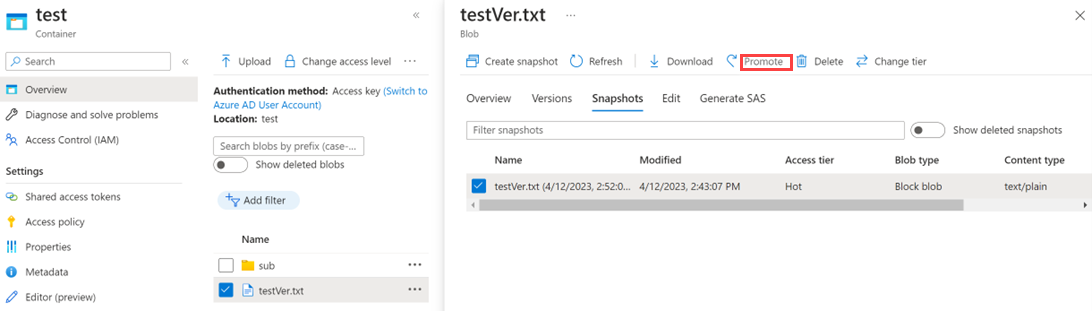 test
Container
«
Search
«
Overview
Diagnose and solve problems
Access Control (IAM)
Settings
Shared access tokens
Access policy
Properties
Metadata
Editor (preview)
Upload
Change access level
...
Authentication method: Access key (Switch to
Azure AD User Account)
Location: test
Search blobs by prefix (case-...
Show deleted blobs
Add filter
Name
sub
...
testVer.txt
...
testVer.txt
...
Blob
Create snapshot
Refresh
Download
Promote
Delete
Change tier
Overview
Versions
Snapshots
Edit
Generate SAS
Filter snapshots
Show deleted snapshots
Name Modified Access tier Blob type Content type
testVer.txt (4/12/2023, 2:52:0... 4/12/2023, 2:43:07 PM Hot Block blob text/plain